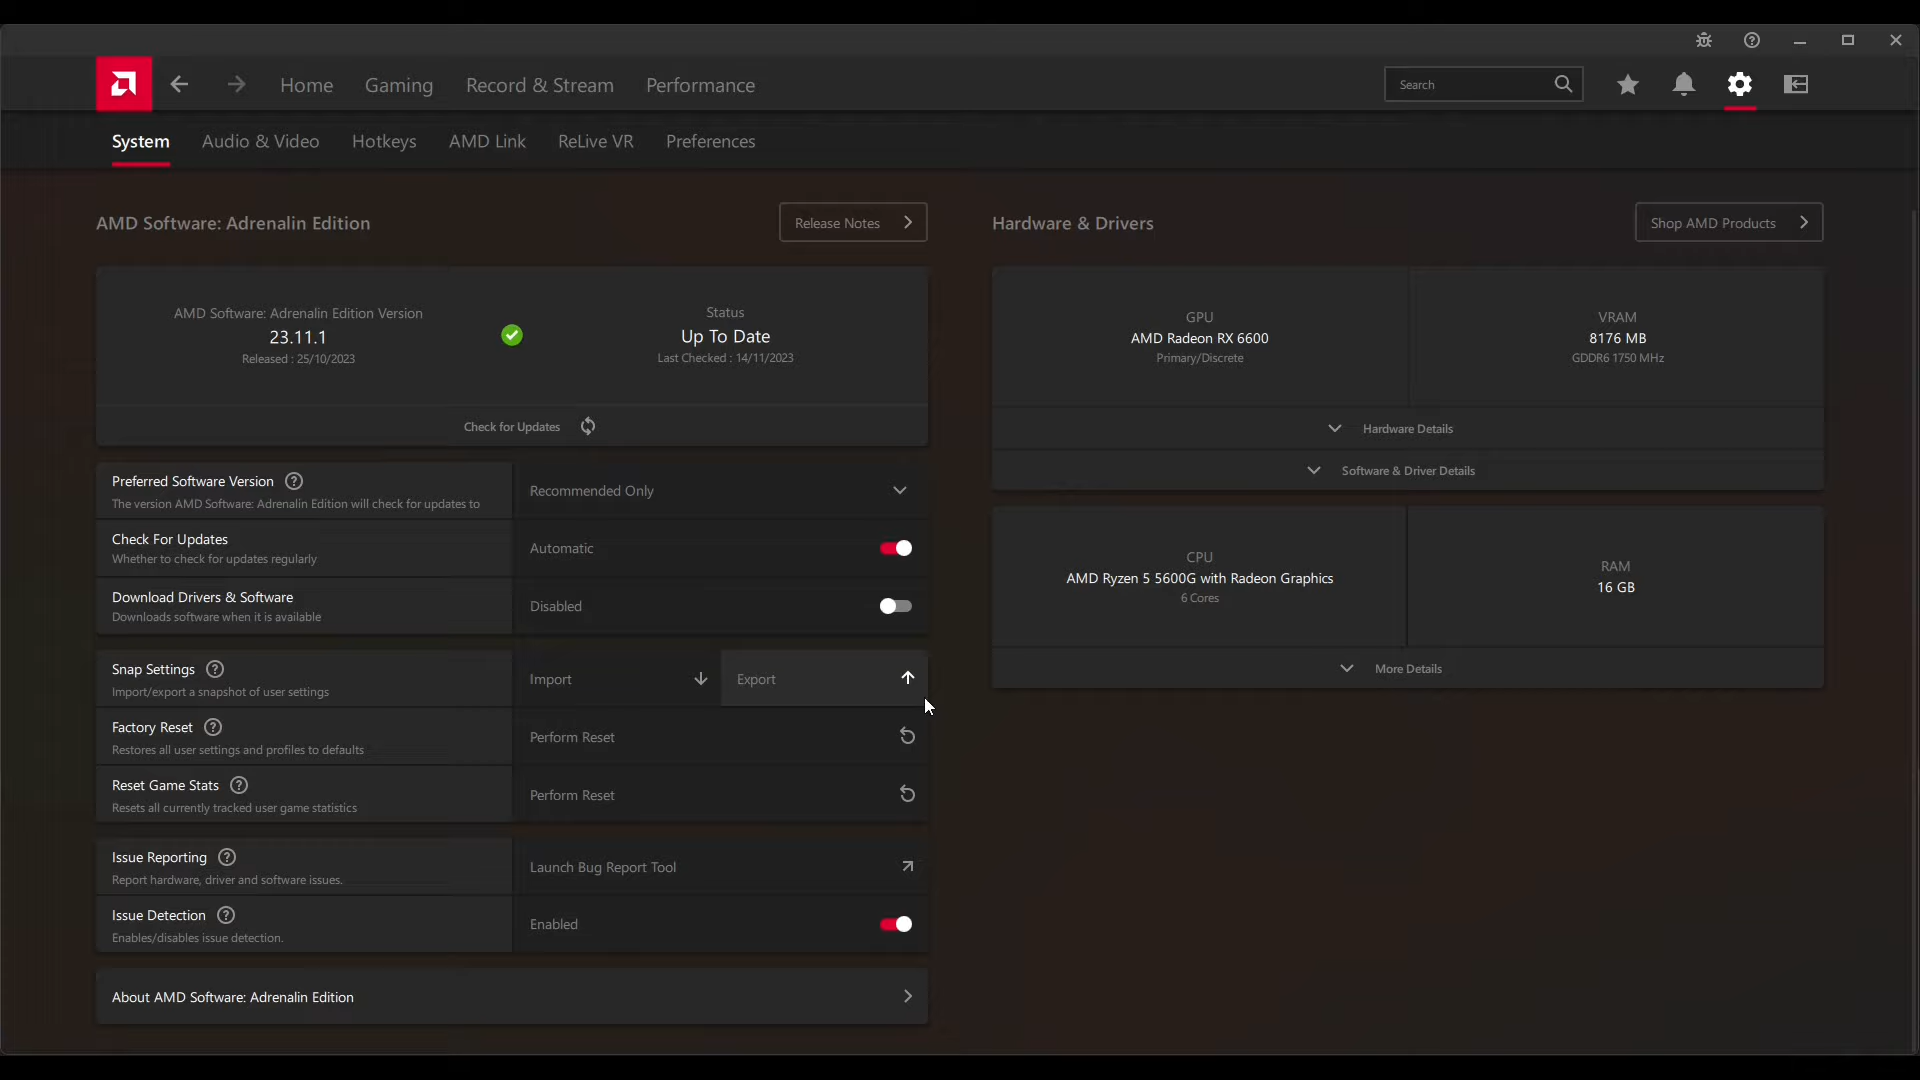 Home
Gaming
Record & Stream
Performance
Search
System
Audio & Video
Hotkeys
AMD Link
ReLive VR
Preferences
AMD Software: Adrenalin Edition
Release Notes
AMD Software: Adrenalin Edition Version
23.11.1
Released : 25/10/2023
Status
Up To Date
Last Checked : 14/11/2023
Check for Updates
Preferred Software Version
The version AMD Software: Adrenalin Edition will check for updates to
Recommended Only
Check For Updates
Whether to check for updates regularly
Automatic
Download Drivers & Software
Downloads software when it is available
Disabled
Snap Settings
Import/export a snapshot of user settings
Import
Export
Factory Reset
Restores all user settings and profiles to defaults
Perform Reset
Reset Game Stats
Resets all currently tracked user game statistics
Perform Reset
Issue Reporting
Report hardware, driver and software issues.
Launch Bug Report Tool
Issue Detection
Enables/disables issue detection.
Enabled
About AMD Software: Adrenalin Edition
Hardware & Drivers
Shop AMD Products
GPU
AMD Radeon RX 6600
Primary/Discrete
VRAM
8176 MB
GDDR6 1750 MHz
Hardware Details
Software & Driver Details
CPU
AMD Ryzen 5 5600G with Radeon Graphics
6 Cores
RAM
16 GB
More Details